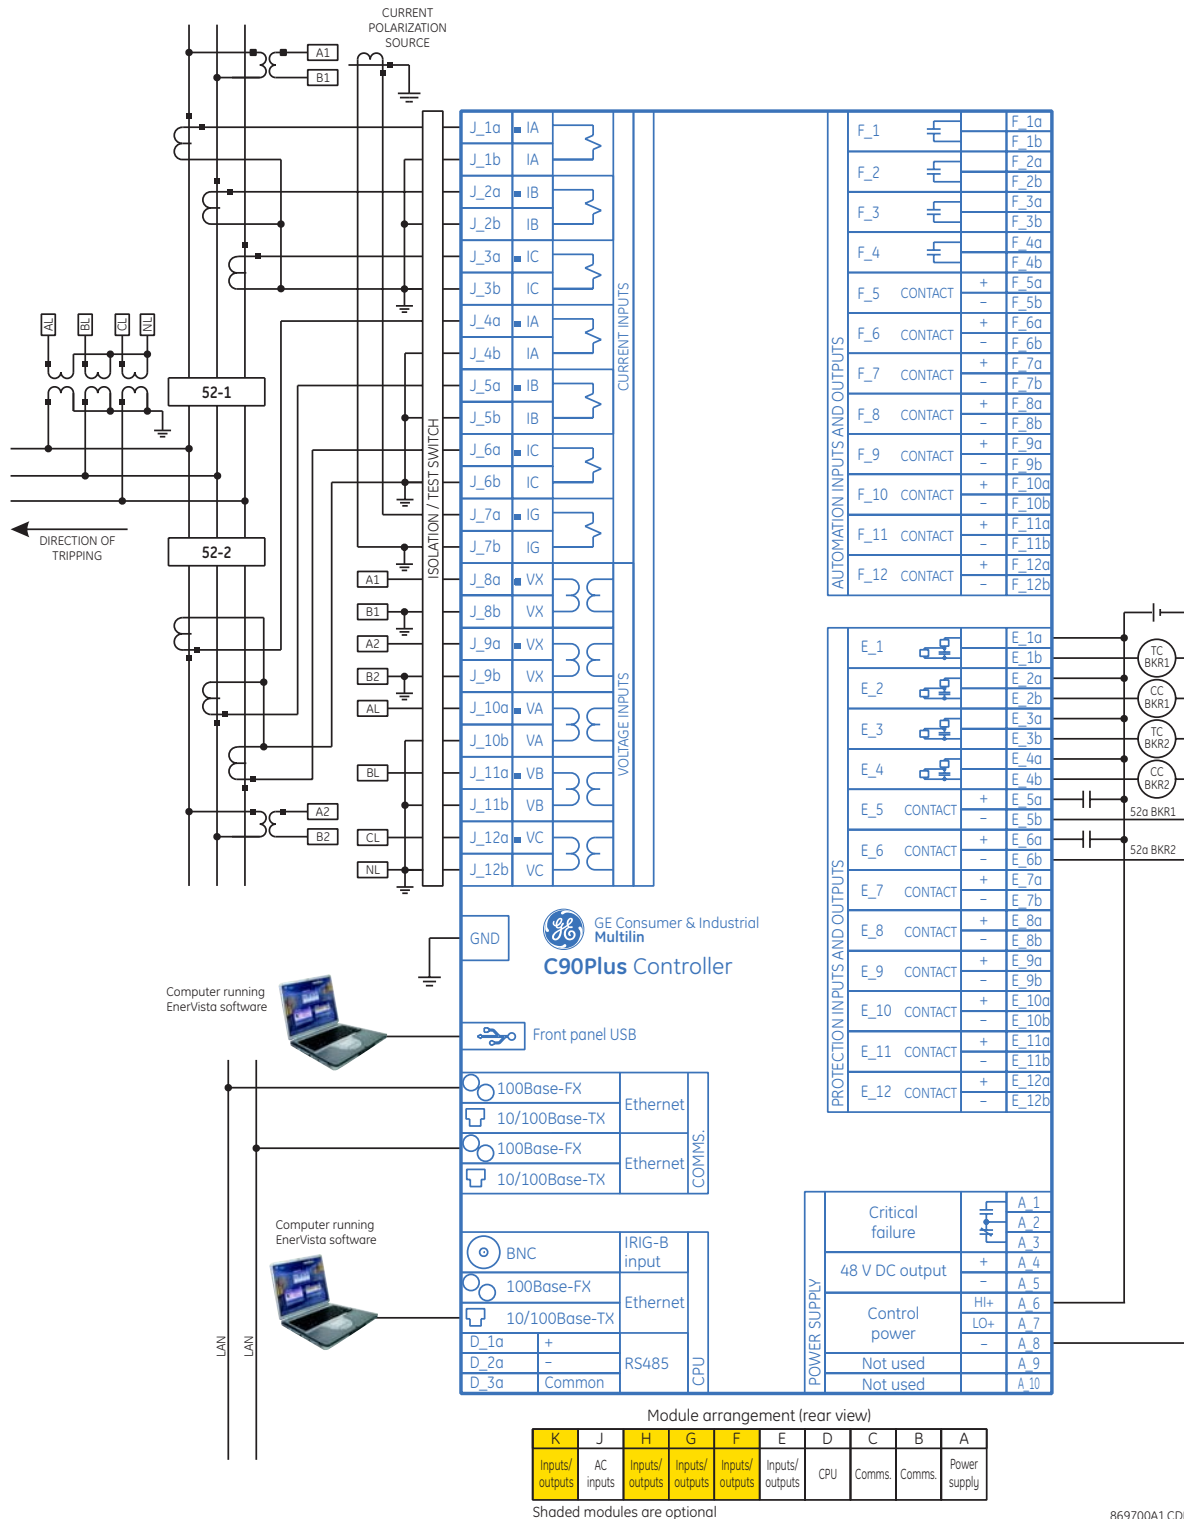 CURRENT
POLARIZATION
SOURCE
A1
B1
J_1a IA
J_1b IA
J_2a IB
J_2b IB
J_3a IC
J_3b IC
J_4a IA
J_4b IA
J_5a IB
J_5b IB
J_6a IC
J_6b IC
J_7a IG
J_7b IG
CURRENT INPUTS
J_8a VX
J_8b VX
J_9a VX
J_9b VX
J_10a VA
J_10b VA
J_11a VB
J_11b VB
J_12a VC
J_12b VC
VOLTAGE INPUTS
ISOLATION / TEST SWITCH
AL
BL
CL
NL
52-1
DIRECTION OF
TRIPPING
52-2
A1
B1
A2
B2
AL
BL
CL
NL
A2
B2
AUTOMATION INPUTS AND OUTPUTS
F_1 F_1a
F_1b
F_2 F_2a
F_2b
F_3 F_3a
F_3b
F_4 F_4a
F_4b
F_5 CONTACT + F_5a
– F_5b
F_6 CONTACT + F_6a
– F_6b
F_7 CONTACT + F_7a
– F_7b
F_8 CONTACT + F_8a
– F_8b
F_9 CONTACT + F_9a
– F_9b
F_10 CONTACT + F_10a
– F_10b
F_11 CONTACT + F_11a
– F_11b
F_12 CONTACT + F_12a
– F_12b
PROTECTION INPUTS AND OUTPUTS
E_1 E_1a
E_1b
E_2 E_2a
E_2b
E_3 E_3a
E_3b
E_4 E_4a
E_4b
E_5 CONTACT + E_5a
– E_5b
E_6 CONTACT + E_6a
– E_6b
E_7 CONTACT + E_7a
– E_7b
E_8 CONTACT + E_8a
– E_8b
E_9 CONTACT + E_9a
– E_9b
E_10 CONTACT + E_10a
– E_10b
E_11 CONTACT + E_11a
– E_11b
E_12 CONTACT + E_12a
– E_12b
TC
BKR1
CC
BKR1
TC
BKR2
CC
BKR2
52a BKR1
52a BKR2
GND
GE Consumer & Industrial
Multilin
C90Plus Controller
Computer running
EnerVista software
Front panel USB
100Base-FX
10/100Base-TX
Ethernet
100Base-FX
10/100Base-TX
Ethernet
COMMS.
Computer running
EnerVista software
LAN
LAN
BNC
IRIG-B
input
100Base-FX
10/100Base-TX
Ethernet
D_1a +
D_2a –
D_3a Common
RS485
CPU
POWER SUPPLY
Critical
failure
A_1
A_2
A_3
48 V DC output
+ A_4
– A_5
Control
power
HI+ A_6
LO+ A_7
– A_8
Not used A_9
Not used A_10
Module arrangement (rear view)
K J H G F E D C B A
Inputs/
outputs
AC
inputs
Inputs/
outputs
Inputs/
outputs
Inputs/
outputs
Inputs/
outputs
CPU
Comms.
Comms.
Power
supply
Shaded modules are optional
869700A1.CD